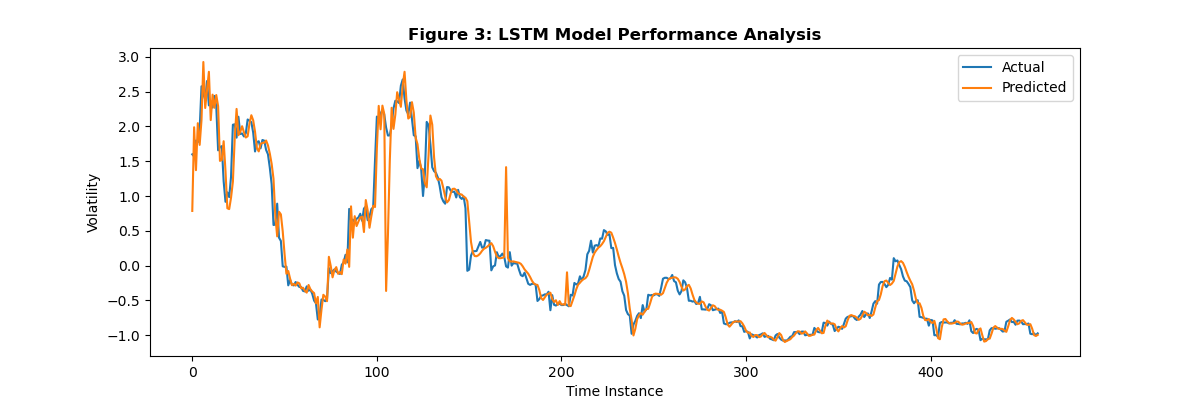 Figure 3: LSTM Model Performance Analysis
Actual
Predicted
Volatility
3.0
2.5
2.0
1.5
1.0
0.5
0.0
−0.5
−1.0
0
100
200
300
400
Time Instance